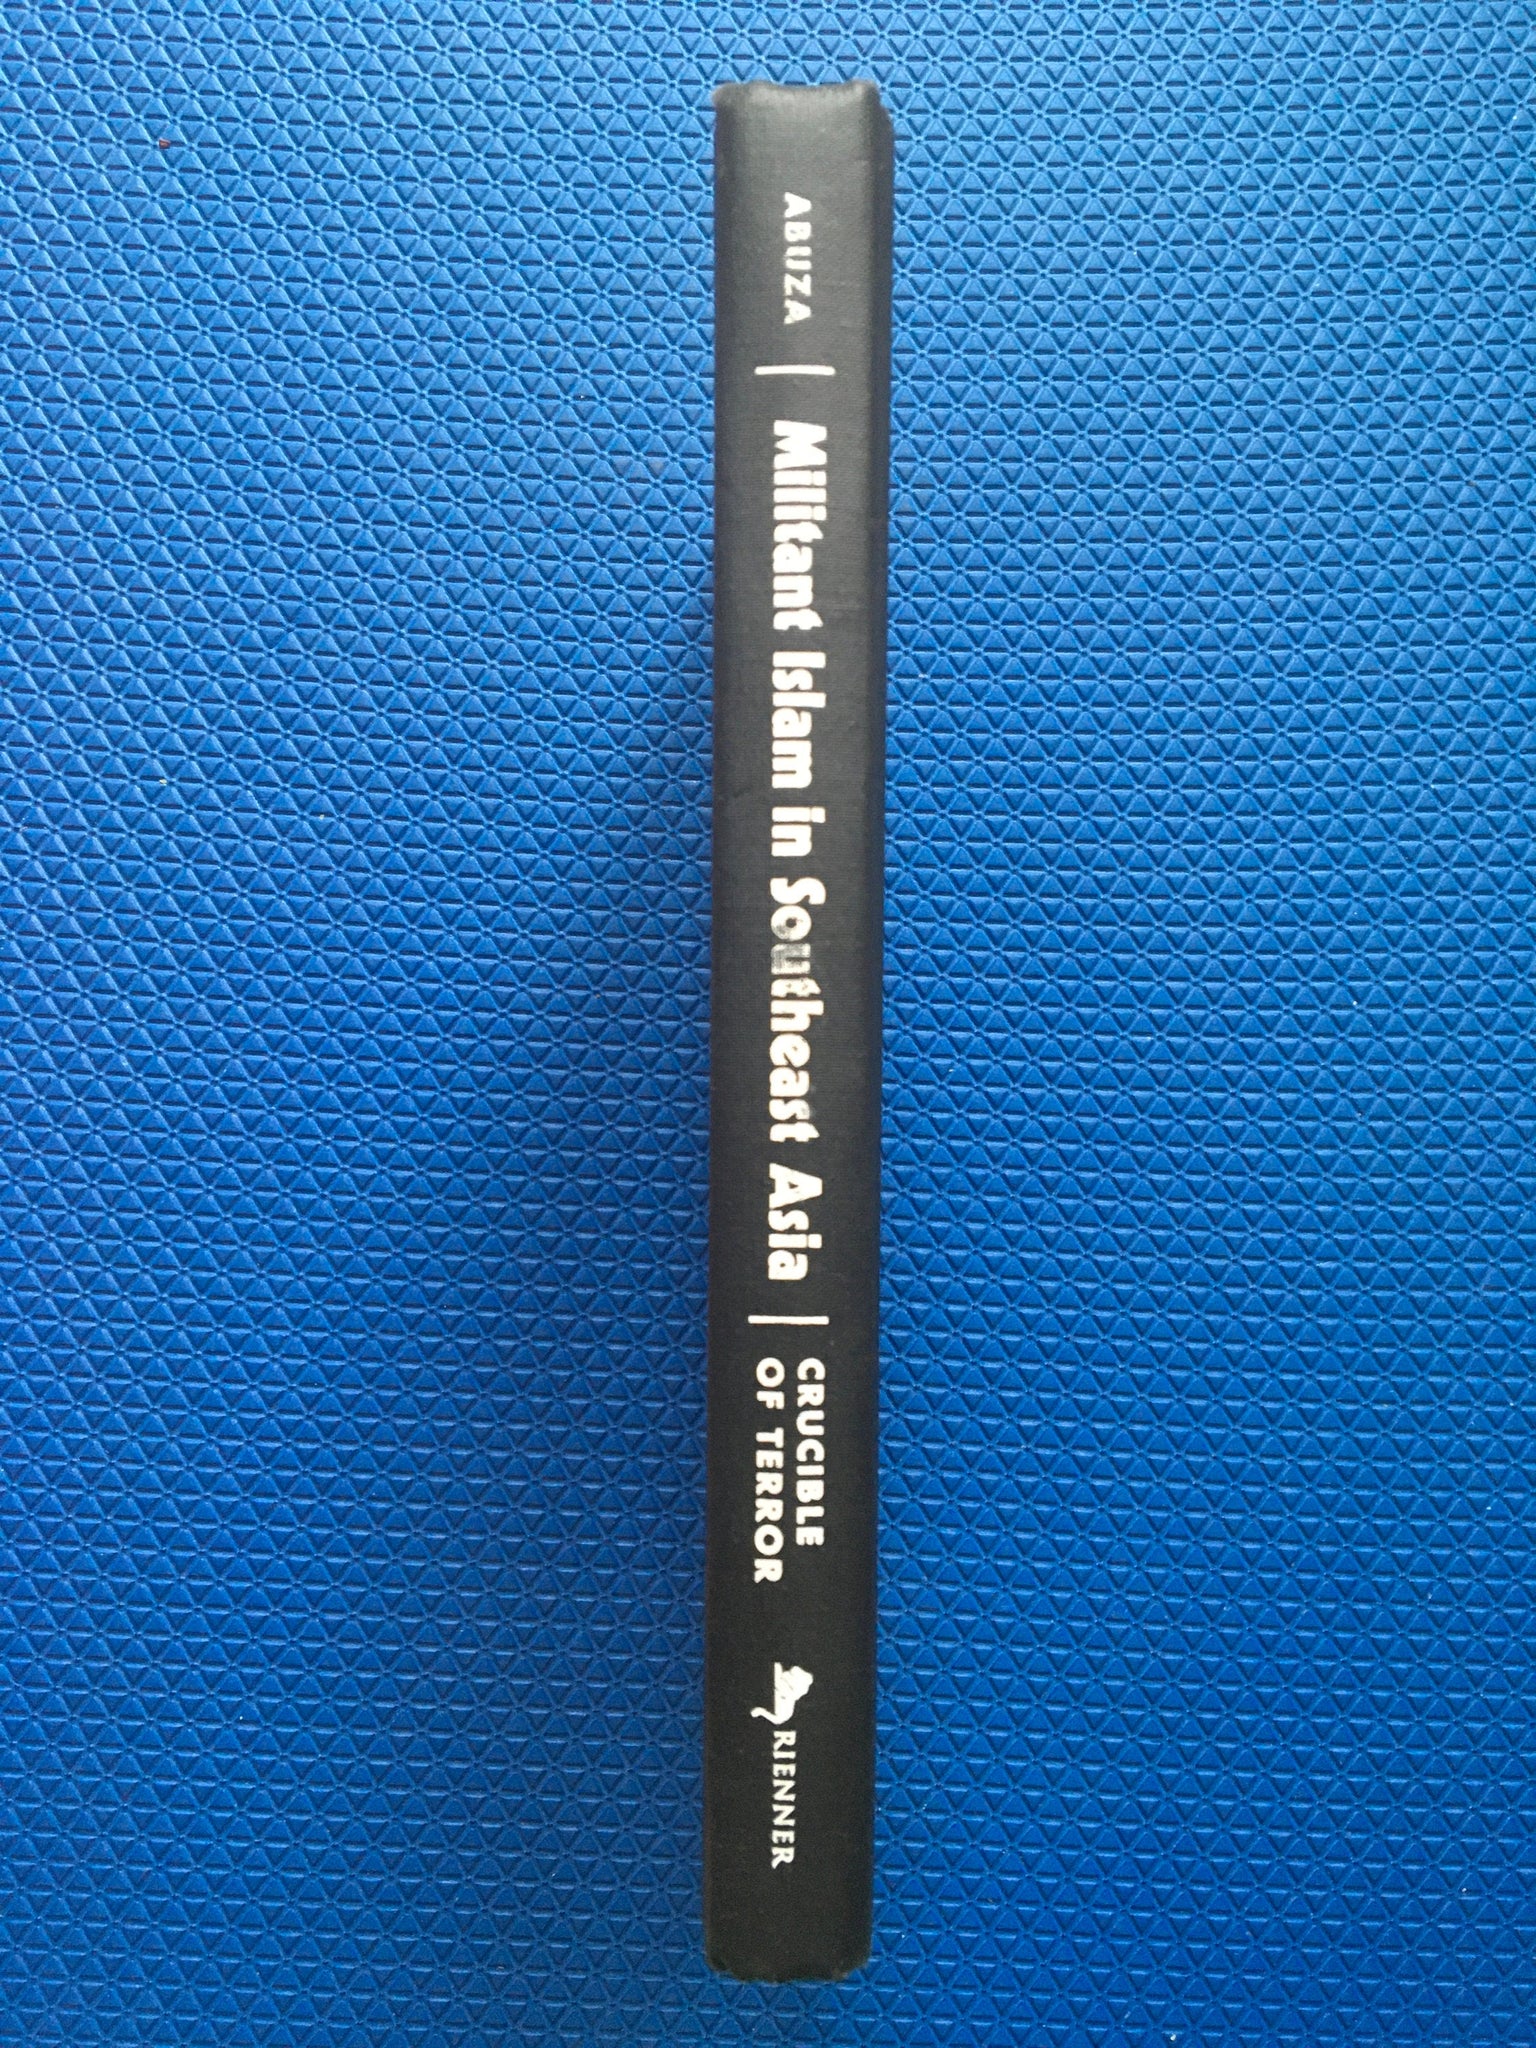 ABUZA
Militant Islam in Southeast Asia
CRUCIBLE
OF TERROR
RIENNER